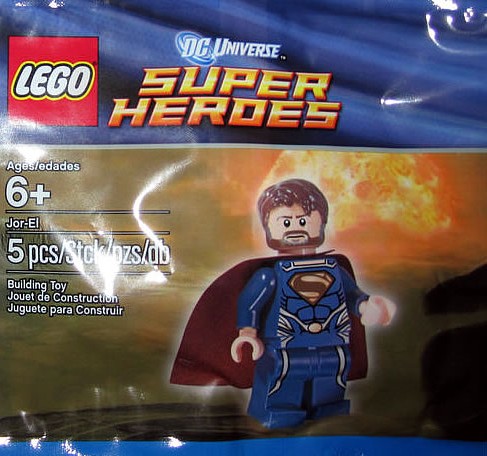 LEGO
DC UNIVERSE™
SUPER
HEROES
Ages/edades
6+
Jor-El
5 pcs/Stck/pzs/db
Building Toy
Jouet de Construction
Juguete para Construir